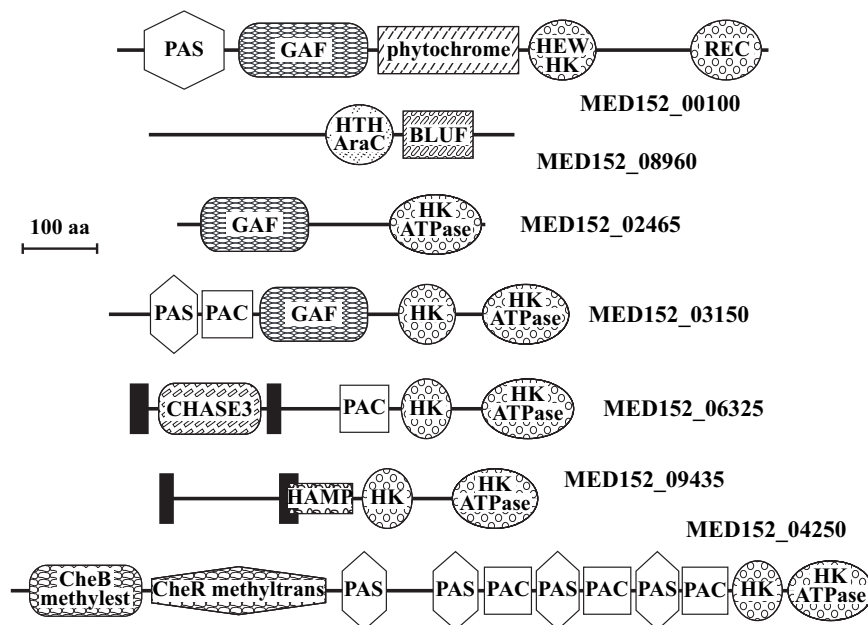 PAS GAF phytochrome HEW HK REC
MED152_00100
HTH AraC BLUF
MED152_08960
100 aa
GAF HK ATPase MED152_02465
PAS PAC GAF HK HK ATPase MED152_03150
CHASE3 PAC HK HK ATPase MED152_06325
HAMP HK HK ATPase MED152_09435
MED152_04250
CheB methylest CheR methyltrans PAS PAS PAC PAS PAC PAS PAC HK HK ATPase